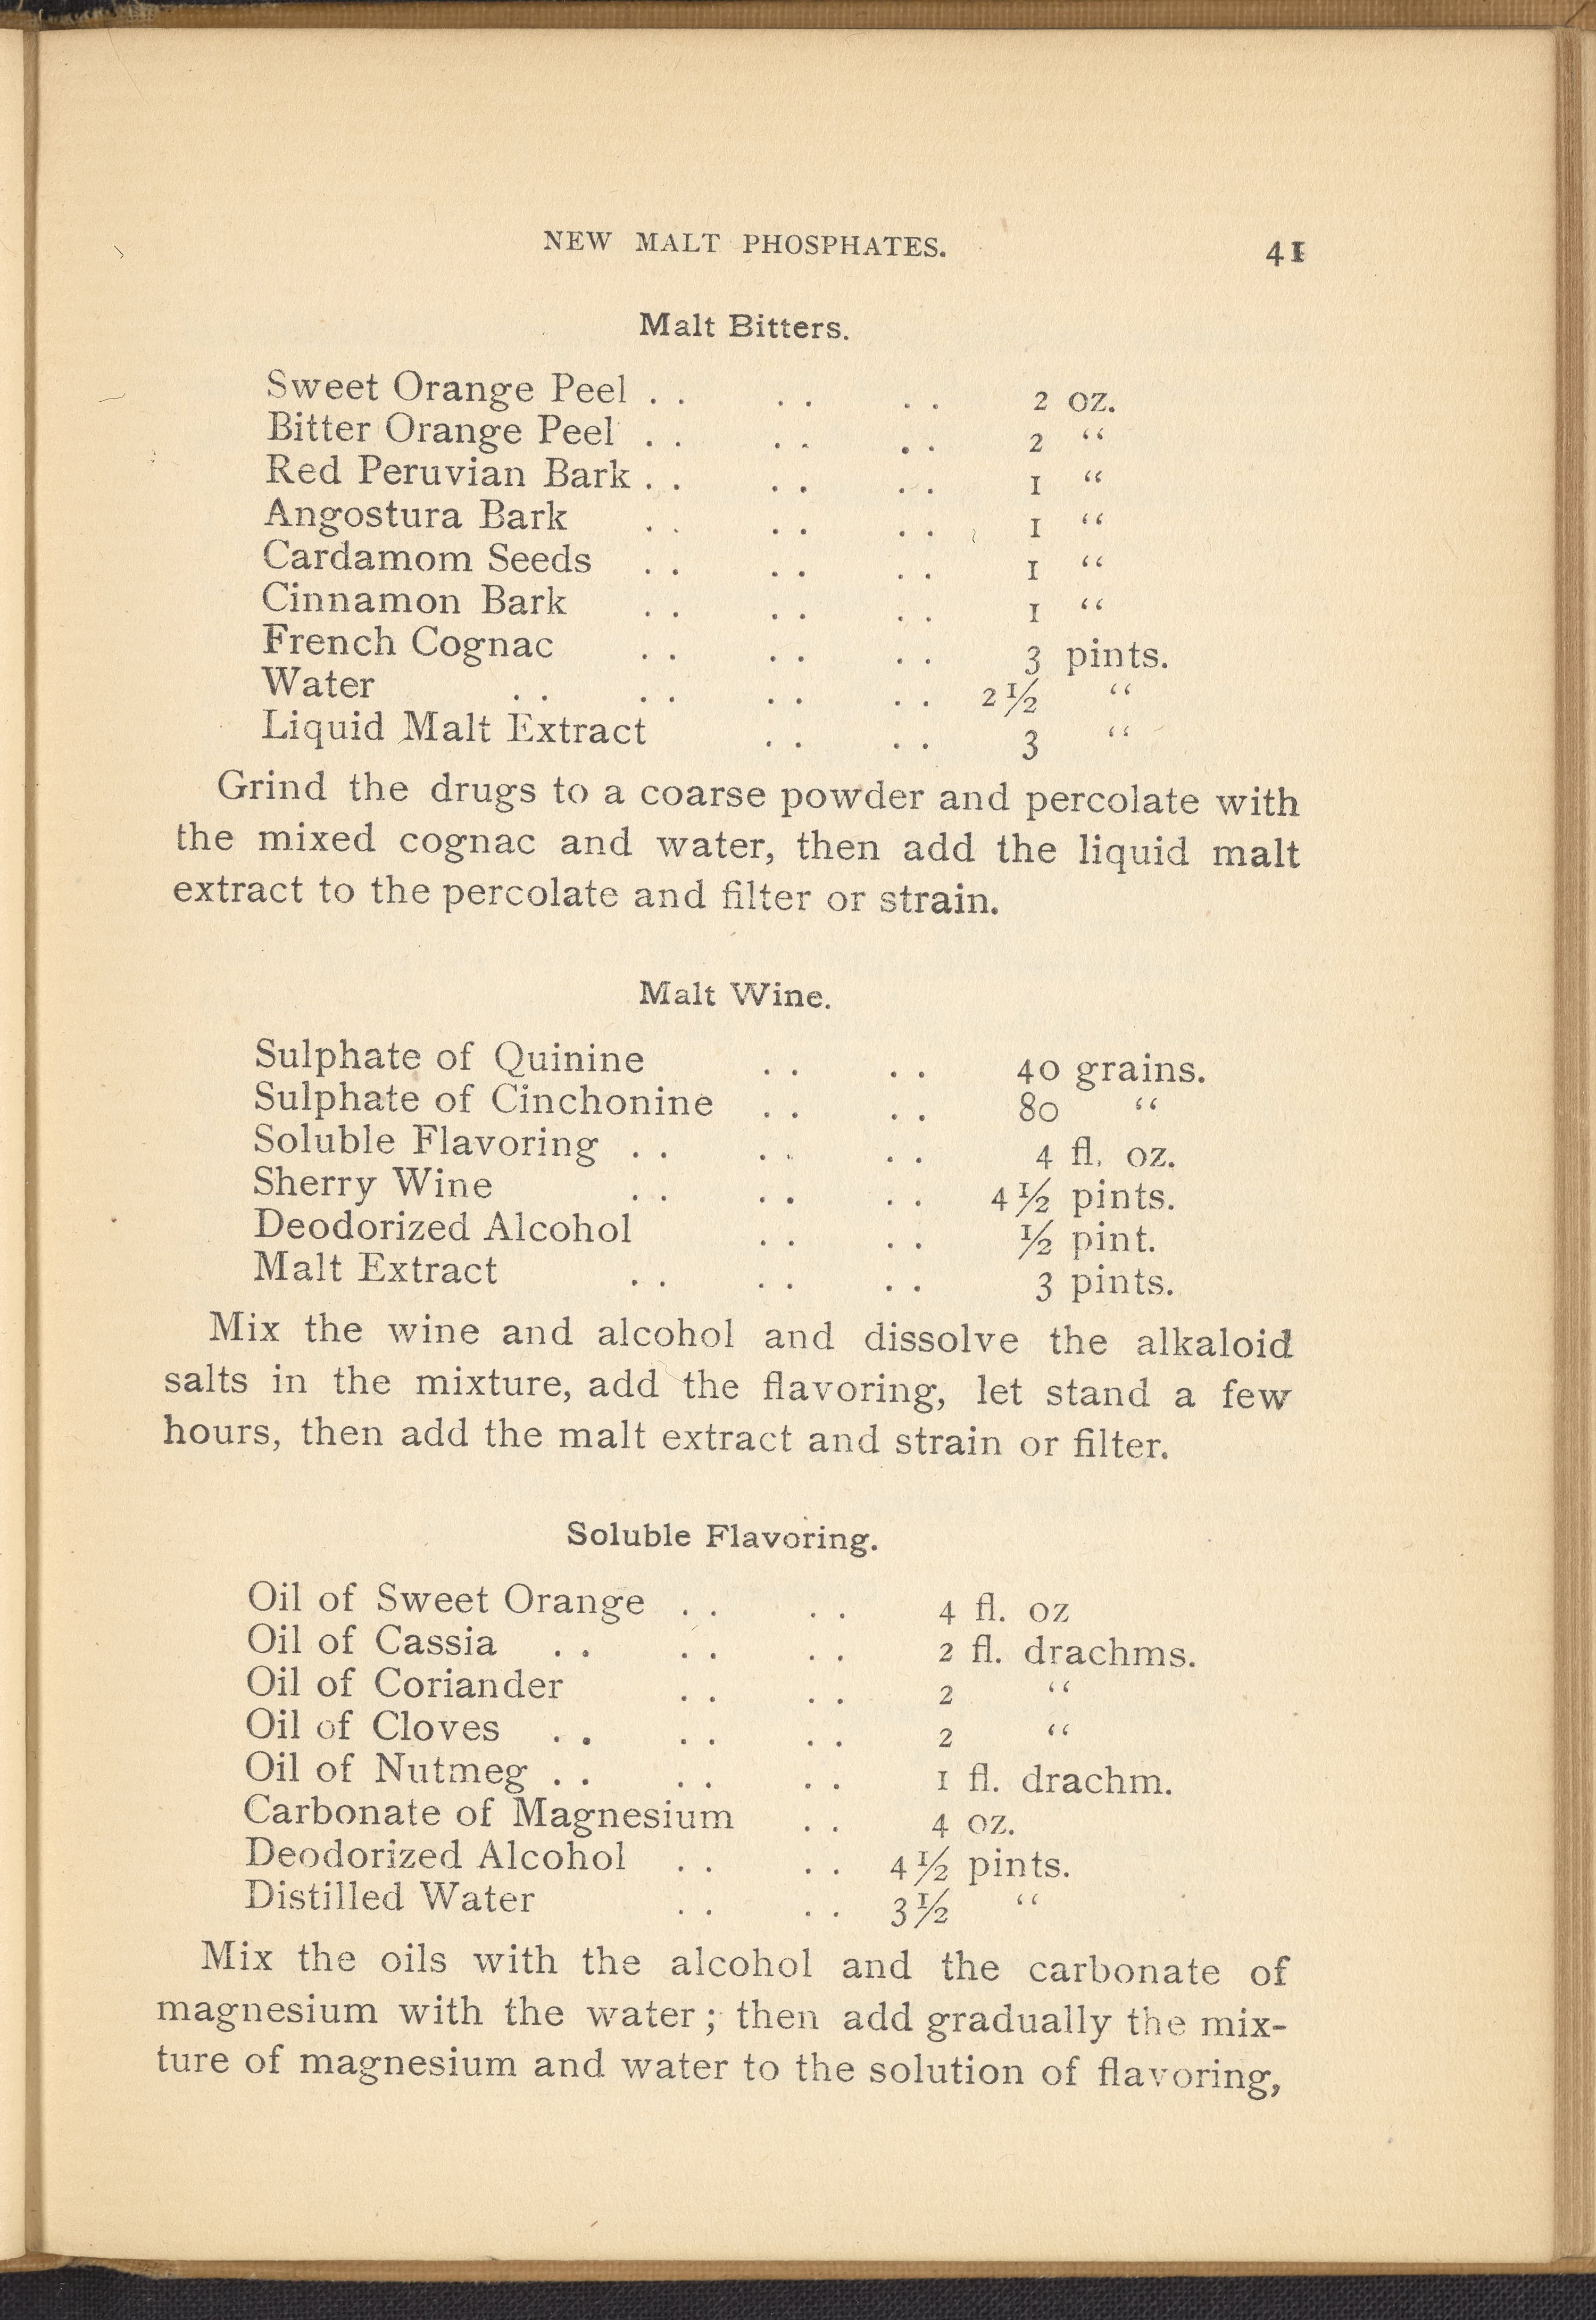 NEW MALT PHOSPHATES. 41
Malt Bitters.
Sweet Orange Peel . . . . . . 2 oz.
Bitter Orange Peel . . . . . . 2 “
Red Peruvian Bark . . . . . . 1 “
Angostura Bark . . . . . . 1 “
Cardamom Seeds . . . . . . 1 “
Cinnamon Bark . . . . . . 1 “
French Cognac . . . . . . 3 pints.
Water . . . . . . . . 2½ “
Liquid Malt Extract . . . . 3 “
Grind the drugs to a coarse powder and percolate with
the mixed cognac and water, then add the liquid malt
extract to the percolate and filter or strain.
Malt Wine.
Sulphate of Quinine . . . . 40 grains.
Sulphate of Cinchonine . . . . 80 “
Soluble Flavoring . . . . . . 4 fl. oz.
Sherry Wine . . . . . . 4½ pints.
Deodorized Alcohol . . . . ½ pint.
Malt Extract . . . . . . 3 pints.
Mix the wine and alcohol and dissolve the alkaloid
salts in the mixture, add the flavoring, let stand a few
hours, then add the malt extract and strain or filter.
Soluble Flavoring.
Oil of Sweet Orange . . . . 4 fl. oz
Oil of Cassia . . . . . . 2 fl. drachms.
Oil of Coriander . . . . 2 “
Oil of Cloves . . . . . . 2 “
Oil of Nutmeg . . . . . . 1 fl. drachm.
Carbonate of Magnesium . . 4 oz.
Deodorized Alcohol . . . . 4½ pints.
Distilled Water . . . . 3½ “
Mix the oils with the alcohol and the carbonate of
magnesium with the water; then add gradually the mix-
ture of magnesium and water to the solution of flavoring,